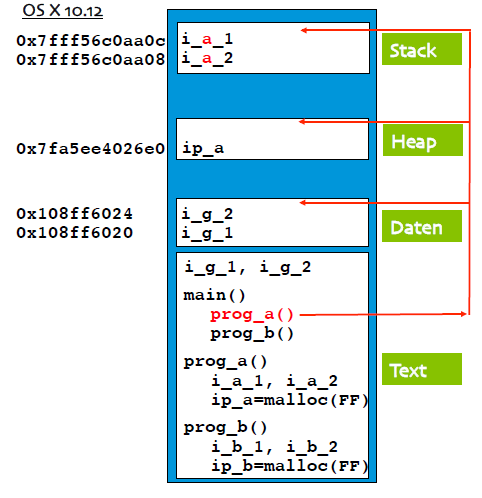 OS X 10.12
0x7fff56c0aa0c i_a_1
0x7fff56c0aa08 i_a_2
Stack
0x7fa5ee4026e0 ip_a
Heap
0x108ff6024 i_g_2
0x108ff6020 i_g_1
Daten
i_g_1, i_g_2
main()
prog_a()
prog_b()
prog_a()
i_a_1, i_a_2
ip_a=malloc(FF)
Text
prog_b()
i_b_1, i_b_2
ip_b=malloc(FF)